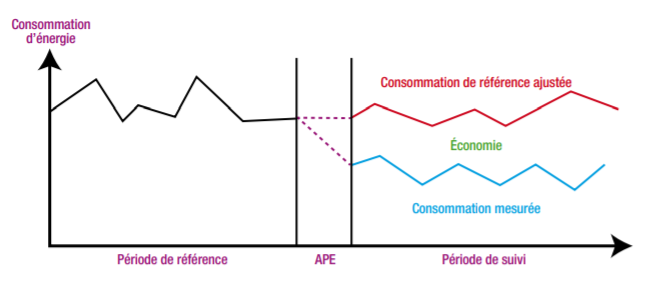 Consommation
d'énergie
Consommation de référence ajustée
Économie
Consommation mesurée
Période de référence
APE
Période de suivi